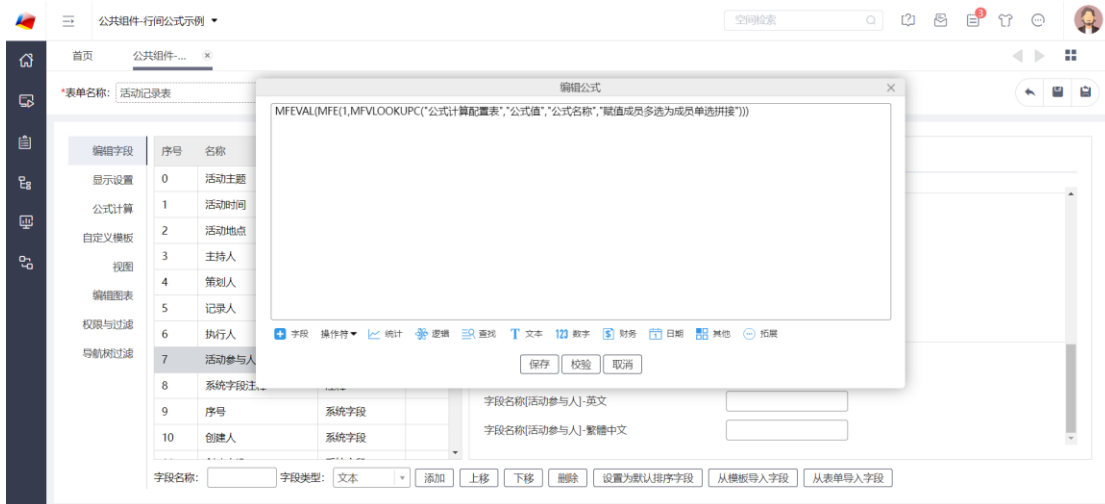 公共组件-行间公式示例
空间检索
3
首页 公共组件-... ×
*表单名称: 活动记录表
编辑公式
MFEVAL(MFE(1,MFVLOOKUPC("公式计算配置表","公式值","公式名称","赋值成员多选为成员单选拼接")))
编辑字段
显示设置
公式计算
自定义模板
视图
编辑图表
权限与过滤
导航树过滤
序号 名称
0 活动主题
1 活动时间
2 活动地点
3 主持人
4 策划人
5 记录人
6 执行人
7 活动参与人
8 系统字段注
9 序号 系统字段
10 创建人 系统字段
字段 操作符 统计 逻辑 查找 T 文本 123 数字 $ 财务 日期 其他 拓展
保存 校验 取消
字段名称[活动参与人]-英文
字段名称[活动参与人]-繁體中文
字段名称: 字段类型: 文本 添加 上移 下移 删除 设置为默认排序字段 从模板导入字段 从表单导入字段